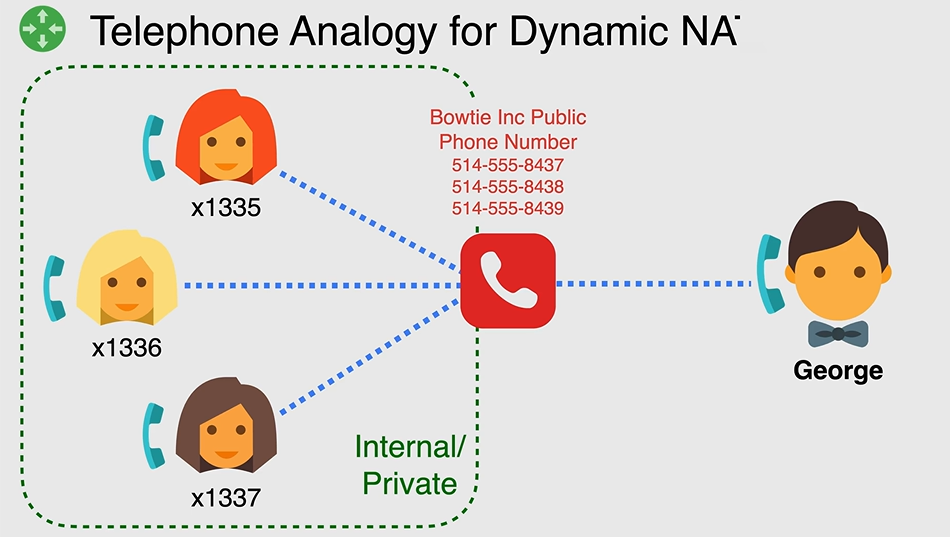 Telephone Analogy for Dynamic NAT
Bowtie Inc Public
Phone Number
514-555-8437
514-555-8438
514-555-8439
x1335
x1336
x1337
Internal/
Private
George